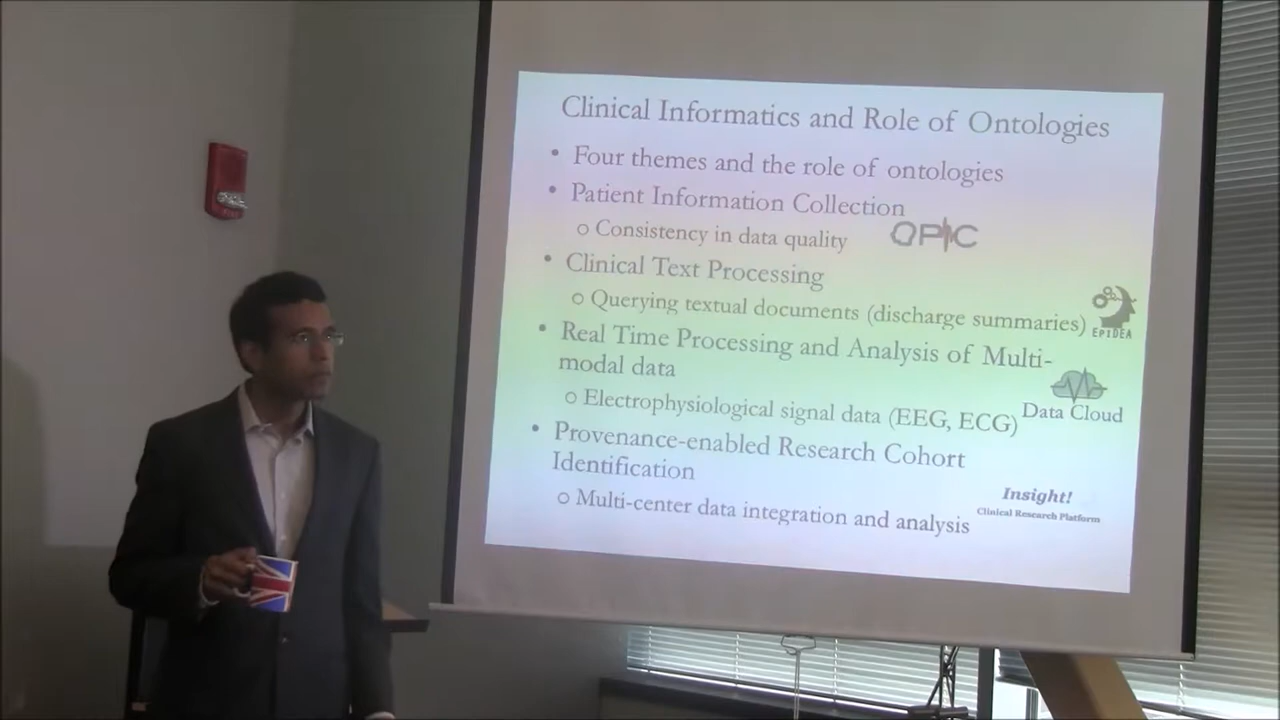 Clinical Informatics and Role of Ontologies
• Four themes and the role of ontologies
• Patient Information Collection
o Consistency in data quality
OPIC
• Clinical Text Processing
o Querying textual documents (discharge summaries)
EPIDEA
• Real Time Processing and Analysis of Multi-
modal data
o Electrophysiological signal data (EEG, ECG)
Data Cloud
• Provenance-enabled Research Cohort
Identification
o Multi-center data integration and analysis
Insight!
Clinical Research Platform